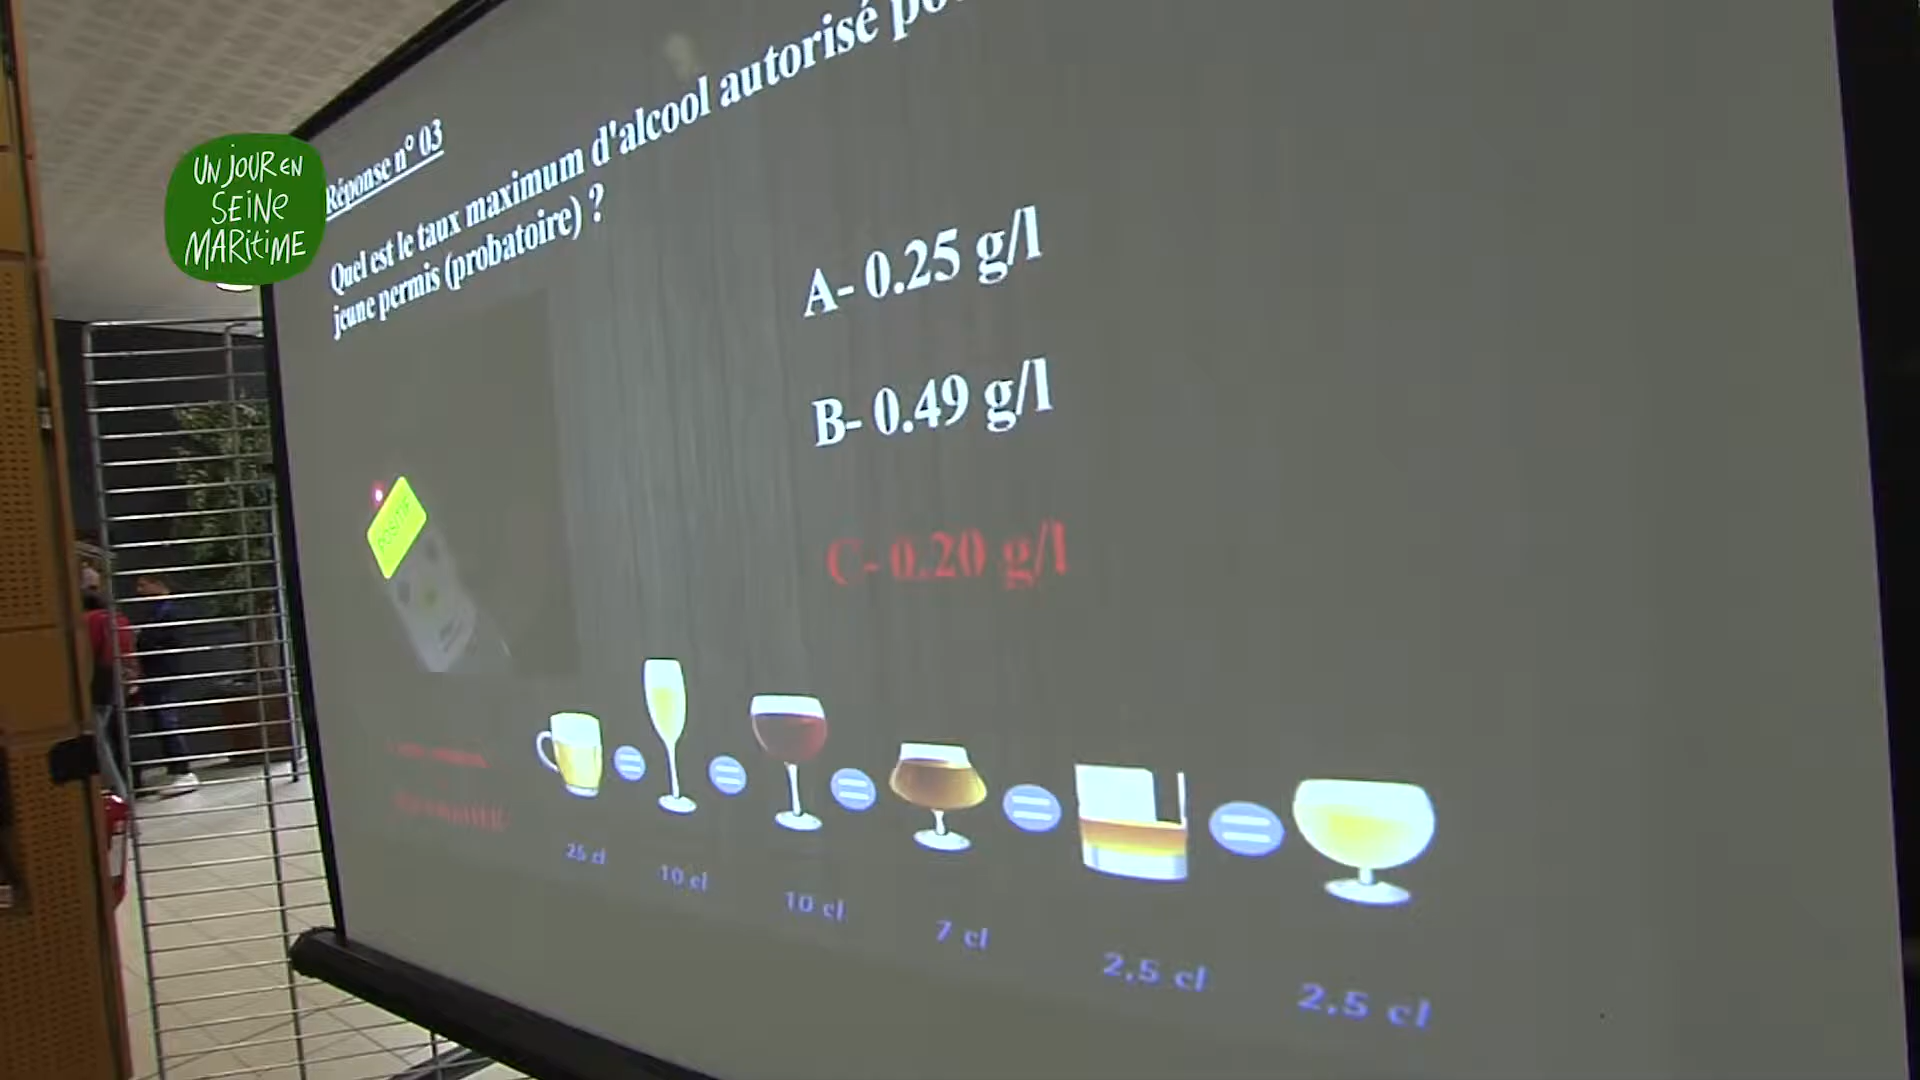 UN JOUR EN
SEINE
MARITIME
Réponse n° 03
Quel est le taux maximum d'alcool autorisé
jeune permis (probatoire) ?
A- 0.25 g/l
B- 0.49 g/l
C- 0.20 g/l
POSITIF
25 cl
10 cl
10 cl
7 cl
2,5 cl
2,5 cl